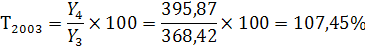 T₂₀₀₃ = Y₄/Y₃ × 100 = 395,87/368,42 × 100 = 107,45%